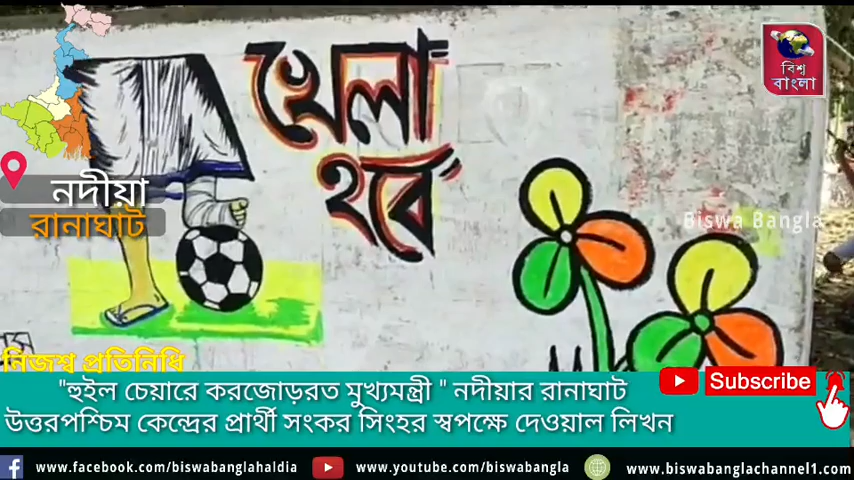 খেলা
হবে
বিশ্ব
বাংলা
নদীয়া
রানাঘাট
Biswa Bangla
নিজস্ব প্রতিনিধি
"হুইল চেয়ারে করজোড়রত মুখ্যমন্ত্রী " নদীয়ার রানাঘাট
উত্তরপশ্চিম কেন্দ্রের প্রার্থী সংকর সিংহর স্বপক্ষে দেওয়াল লিখন
Subscribe
www.facebook.com/biswabanglahaldia
www.youtube.com/biswabangla
www.biswabanglachannel1.com